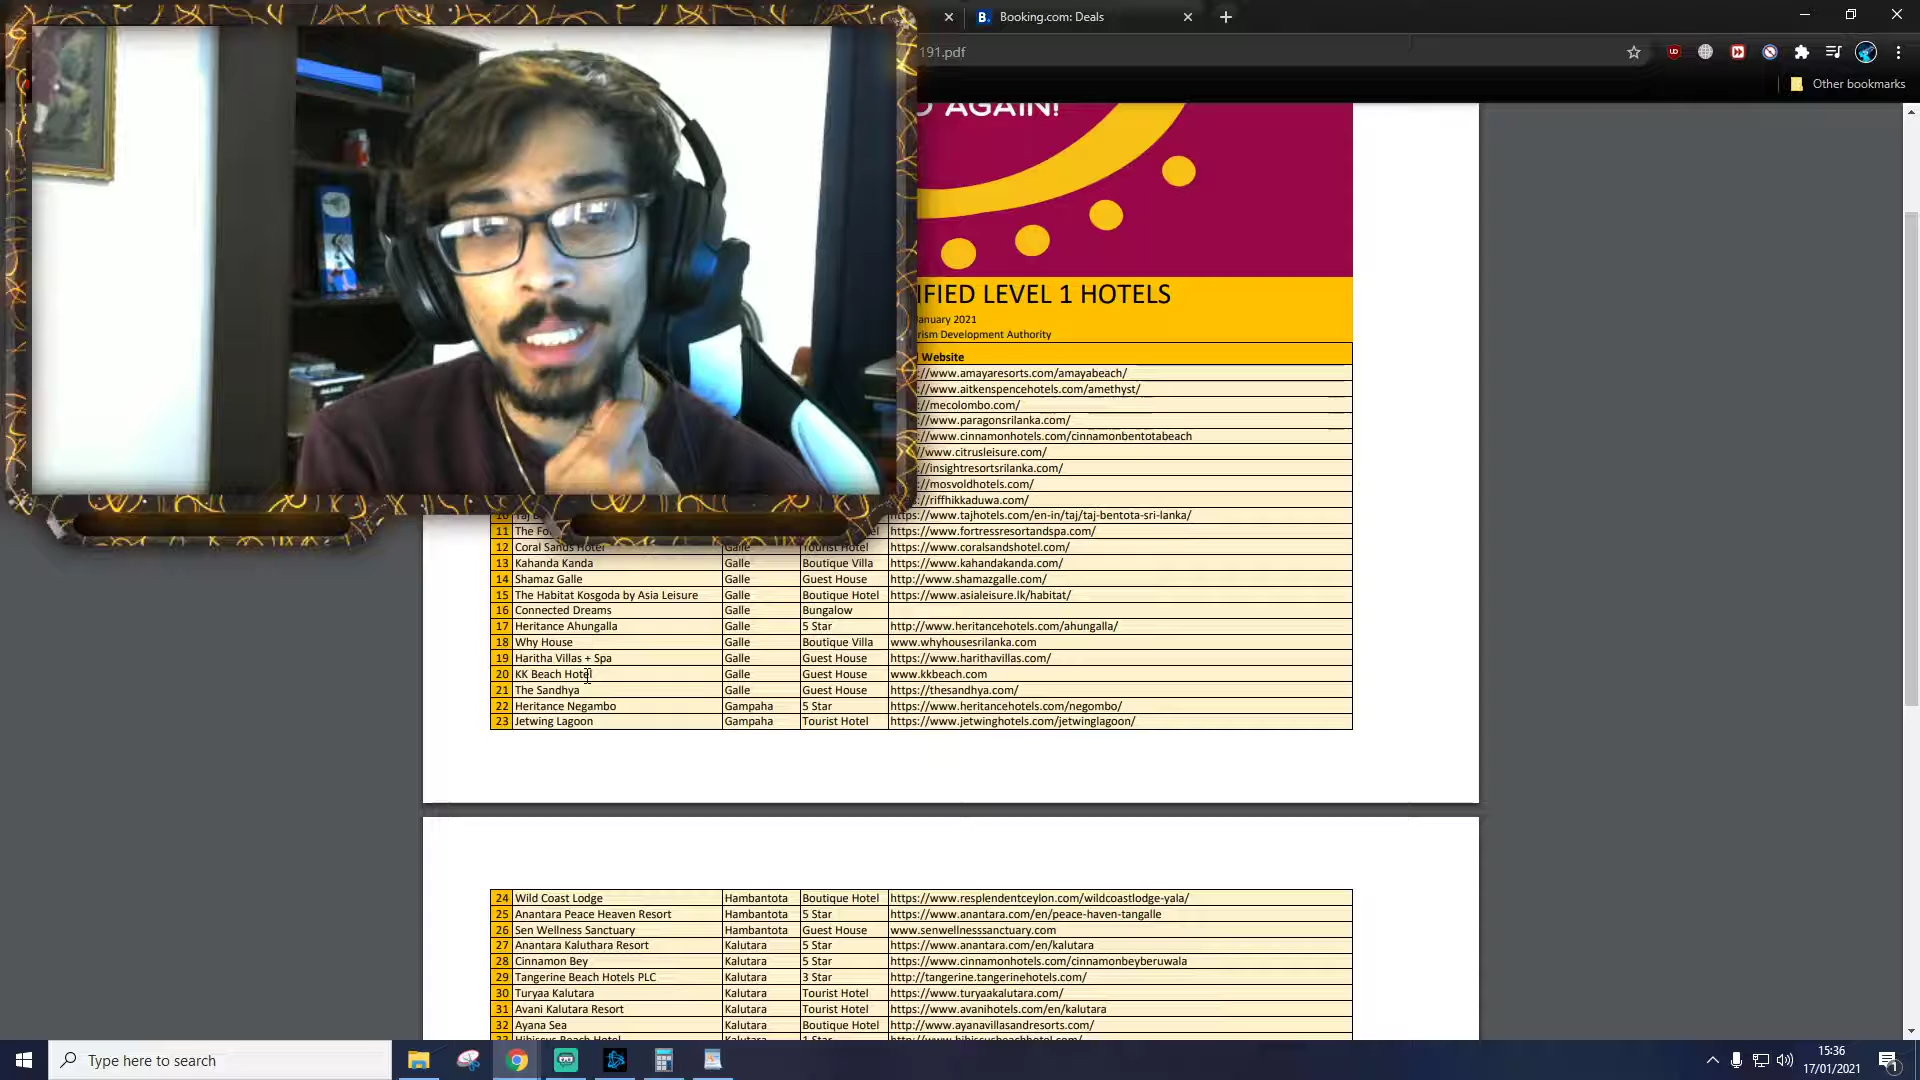 Booking.com: Deals
191.pdf
Other bookmarks
AGAIN!
IFIED LEVEL 1 HOTELS
anuary 2021
rism Development Authority
Website
://www.amayaresorts.com/amayabeach/
://www.aitkenspencehotels.com/amethyst/
://mecolombo.com/
://www.paragonsrilanka.com/
://www.cinnamonhotels.com/cinnamonbentotabeach
://www.citrusleisure.com/
://insightresortsrilanka.com/
://mosvoldhotels.com/
://riffhikkaduwa.com/
https://www.tajhotels.com/en-in/taj/taj-bentota-sri-lanka/
11 The Fo https://www.fortressresortandspa.com/
12 Coral Sands Hotel Galle Tourist Hotel https://www.coralsandshotel.com/
13 Kahanda Kanda Galle Boutique Villa https://www.kahandakanda.com/
14 Shamaz Galle Galle Guest House http://www.shamazgalle.com/
15 The Habitat Kosgoda by Asia Leisure Galle Boutique Hotel https://www.asialeisure.lk/habitat/
16 Connected Dreams Galle Bungalow
17 Heritance Ahungalla Galle 5 Star http://www.heritancehotels.com/ahungalla/
18 Why House Galle Boutique Villa www.whyhousesrilanka.com
19 Haritha Villas + Spa Galle Guest House https://www.harithavillas.com/
20 KK Beach Hotel Galle Guest House www.kkbeach.com
21 The Sandhya Galle Guest House https://thesandhya.com/
22 Heritance Negambo Gampaha 5 Star https://www.heritancehotels.com/negombo/
23 Jetwing Lagoon Gampaha Tourist Hotel https://www.jetwinghotels.com/jetwinglagoon/
24 Wild Coast Lodge Hambantota Boutique Hotel https://www.resplendentceylon.com/wildcoastlodge-yala/
25 Anantara Peace Heaven Resort Hambantota 5 Star https://www.anantara.com/en/peace-haven-tangalle
26 Sen Wellness Sanctuary Hambantota Guest House www.senwellnesssanctuary.com
27 Anantara Kaluthara Resort Kalutara 5 Star https://www.anantara.com/en/kalutara
28 Cinnamon Bey Kalutara 5 Star https://www.cinnamonhotels.com/cinnamonbeyberuwala
29 Tangerine Beach Hotels PLC Kalutara 3 Star http://tangerine.tangerinehotels.com/
30 Turyaa Kalutara Kalutara Tourist Hotel https://www.turyaakalutara.com/
31 Avani Kalutara Resort Kalutara Tourist Hotel https://www.avanihotels.com/en/kalutara
32 Ayana Sea Kalutara Boutique Hotel http://www.ayanavillasandresorts.com/
Type here to search
15:36
17/01/2021